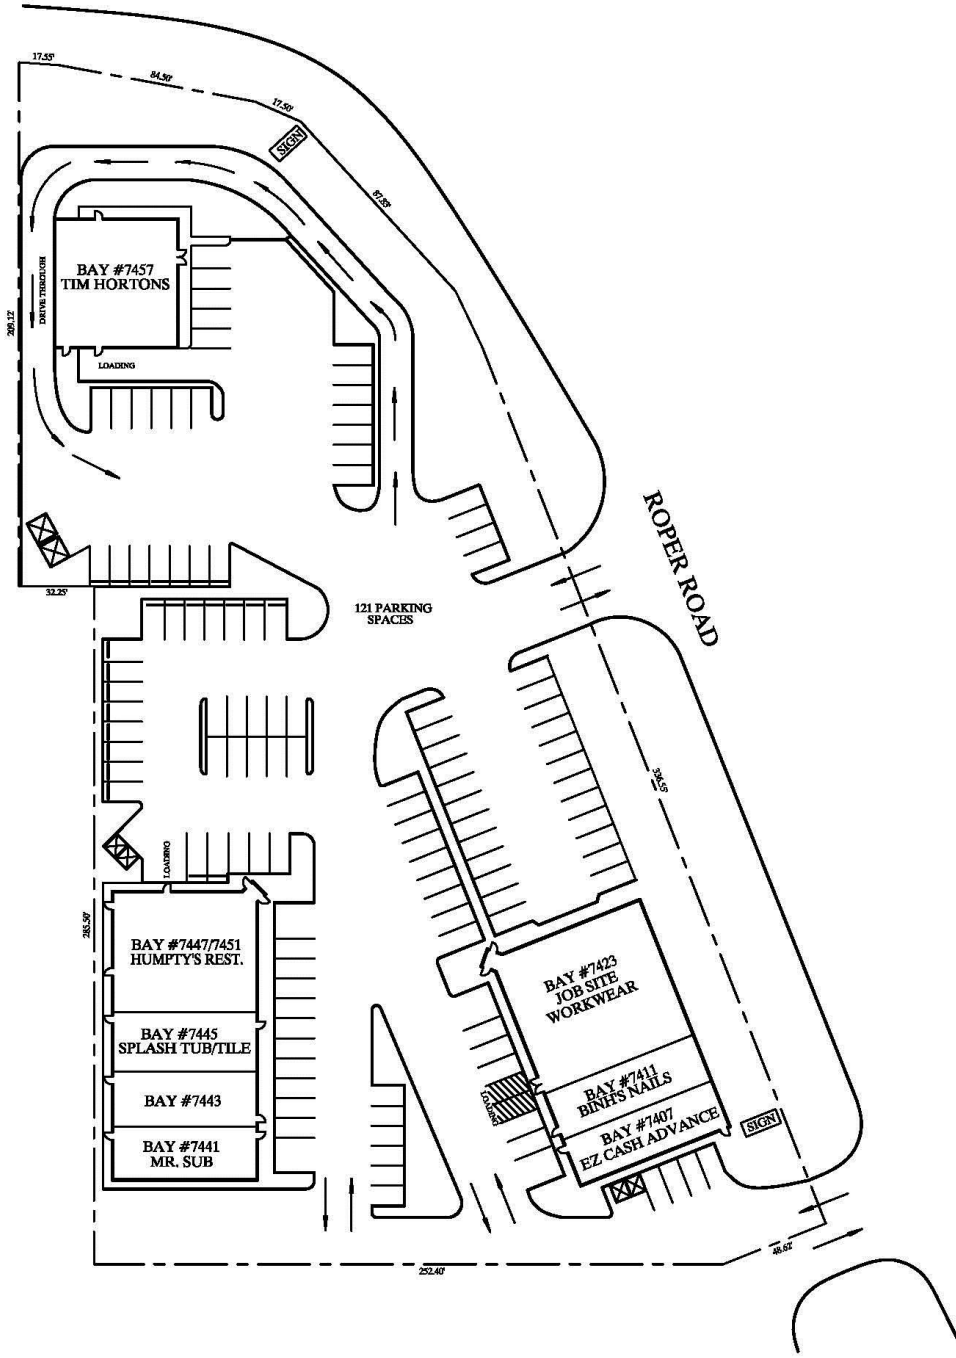 17.55'
84.50'
17.50'
SIGN
87.85'
BAY #7457
TIM HORTONS
DRIVE THROUGH
209.12'
LOADING
ROPER ROAD
32.25'
121 PARKING
SPACES
336.55'
LOADING
285.50'
BAY #7447/7451
HUMPTY'S REST.
BAY #7445
SPLASH TUB/TILE
BAY #7443
BAY #7441
MR. SUB
BAY #7423
JOB SITE
WORKWEAR
BAY #7411
BINH'S NAILS
LOADING
BAY #7407
EZ CASH ADVANCE
SIGN
252.40'
48.62'